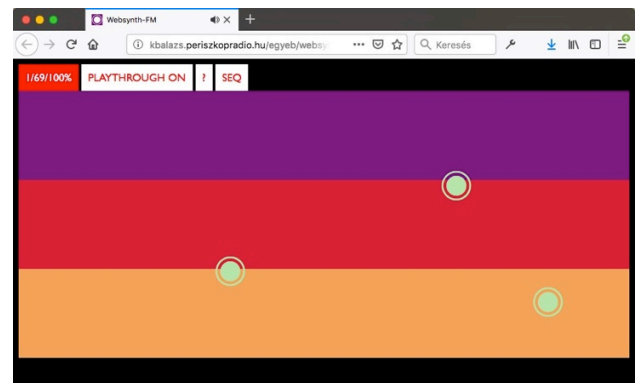 Websynth-FM
kbalazs.periszkopradio.hu/egyeb/websy
Keresés
1/69/100%
PLAYTHROUGH ON
?
SEQ